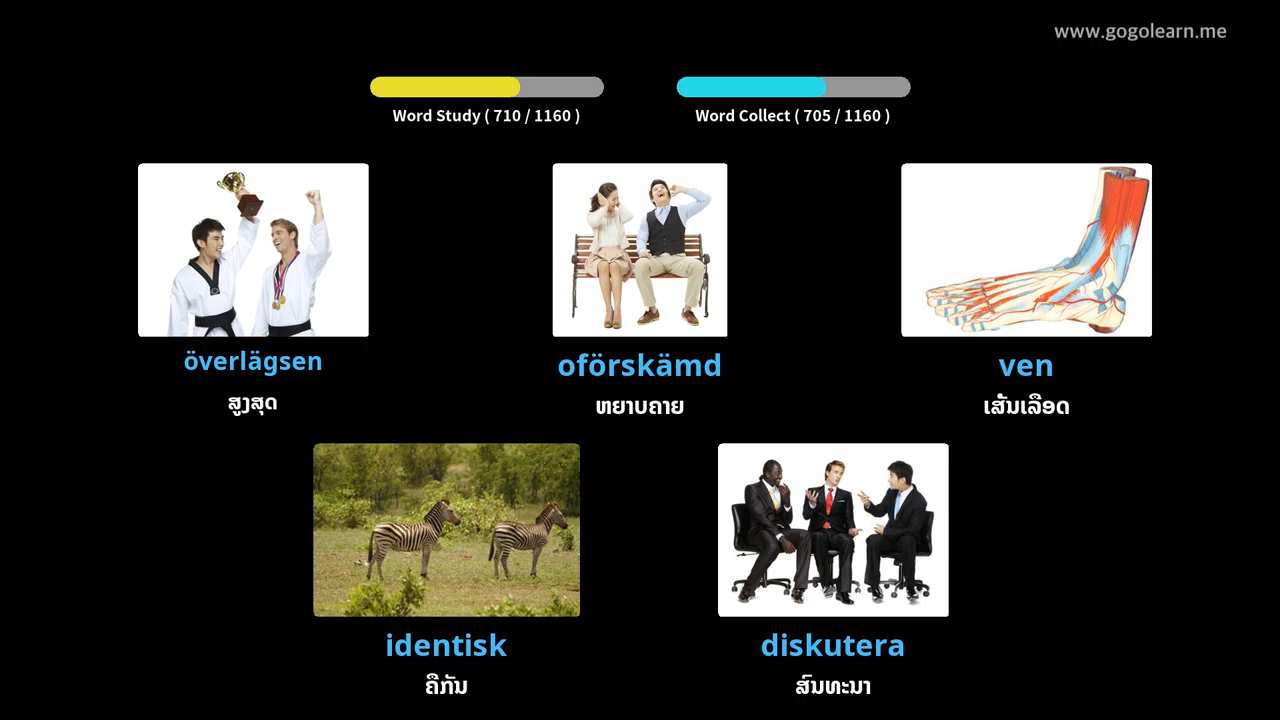 www.gogolearn.me
Word Study ( 710 / 1160 )
Word Collect ( 705 / 1160 )
överlägsen
ສູງສຸດ
oförskämd
ຫຍາບຄາຍ
ven
ເສັ້ນເລືອດ
identisk
ຄືກັນ
diskutera
ສົນທະນາ